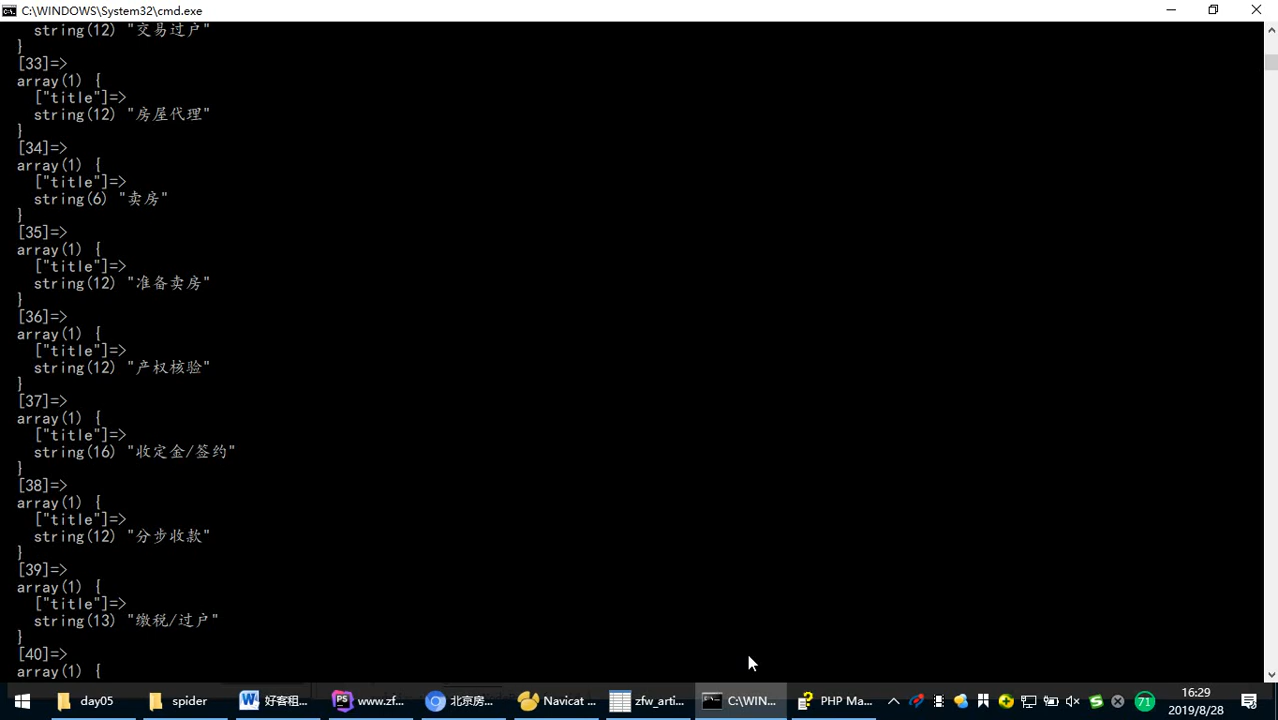 C:\WINDOWS\System32\cmd.exe
string(12) "交易过户"
}
[33]=>
array(1) {
["title"]=>
string(12) "房屋代理"
}
[34]=>
array(1) {
["title"]=>
string(6) "卖房"
}
[35]=>
array(1) {
["title"]=>
string(12) "准备卖房"
}
[36]=>
array(1) {
["title"]=>
string(12) "产权核验"
}
[37]=>
array(1) {
["title"]=>
string(16) "收定金/签约"
}
[38]=>
array(1) {
["title"]=>
string(12) "分步收款"
}
[39]=>
array(1) {
["title"]=>
string(13) "缴税/过户"
}
[40]=>
array(1) {
day05 spider 好客租... www.zf... 北京房... Navicat ... zfw_arti... C:\WIN... PHP Ma... 71 16:29
2019/8/28